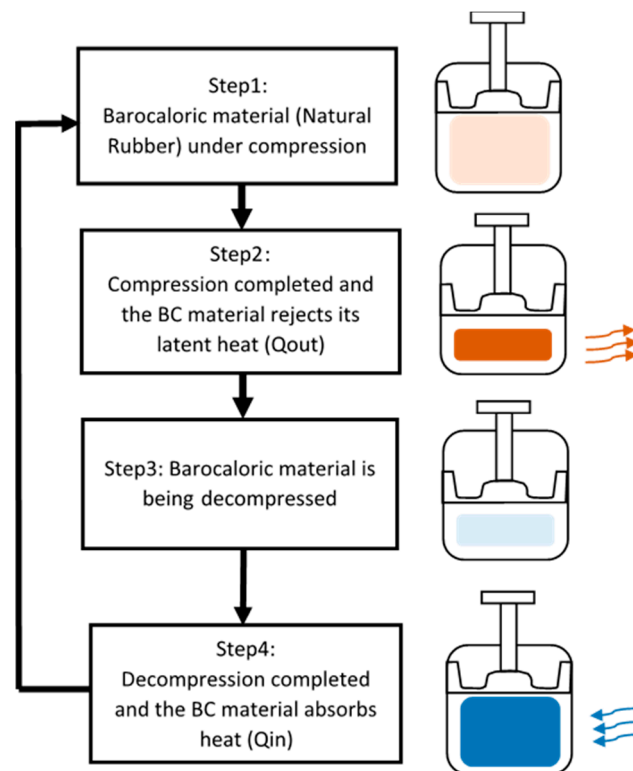 Step1:
Barocaloric material (Natural
Rubber) under compression
Step2:
Compression completed and
the BC material rejects its
latent heat (Qout)
Step3: Barocaloric material is
being decompressed
Step4:
Decompression completed
and the BC material absorbs
heat (Qin)